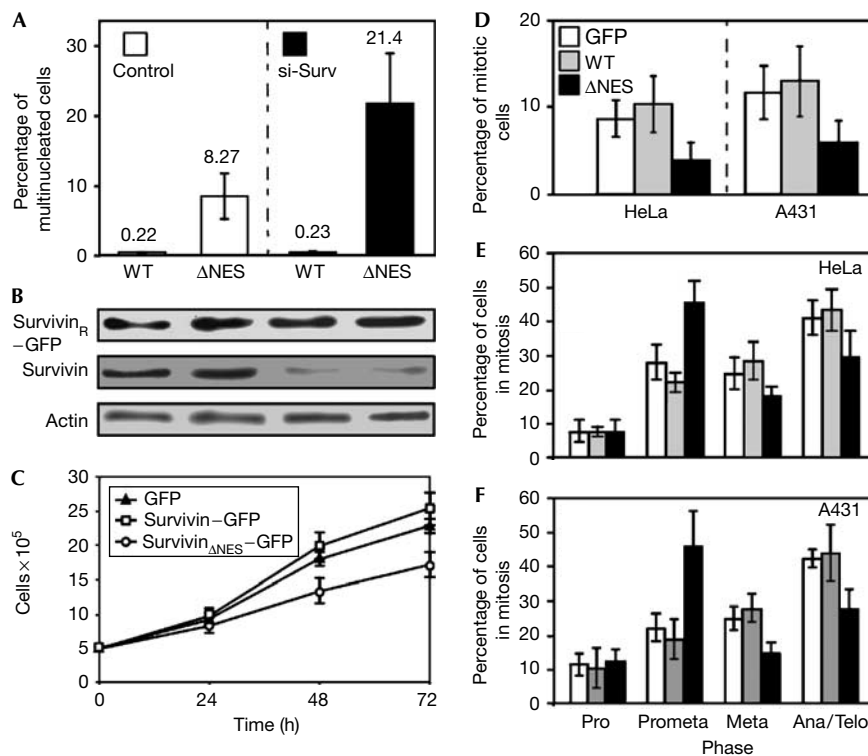 A
Percentage of
multinucleated cells
30
20
10
0
Control
si-Surv
0.22
8.27
0.23
21.4
WT
ΔNES
WT
ΔNES
B
Survivin_R
–GFP
Survivin
Actin
C
Cells×10^5
30
25
20
15
10
5
0
GFP
Survivin–GFP
Survivin_ΔNES–GFP
0
24
48
72
Time (h)
D
Percentage of mitotic
cells
20
10
0
GFP
WT
ΔNES
HeLa
A431
E
HeLa
Percentage of cells
in mitosis
60
50
40
30
20
10
0
F
A431
Percentage of cells
in mitosis
60
50
40
30
20
10
0
Pro
Prometa
Meta
Ana/Telo
Phase